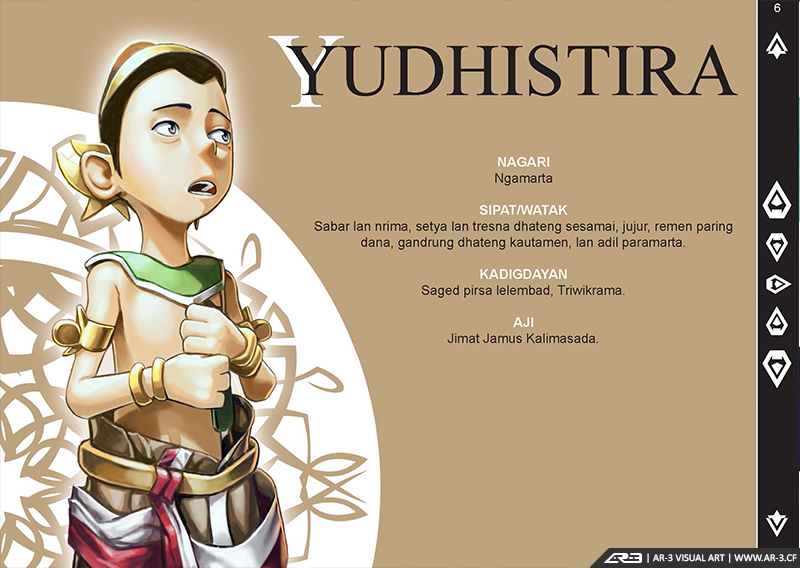 6
YUDHISTIRA
NAGARI
Ngamarta
SIPAT/WATAK
Sabar lan nrima, setya lan tresna dhateng sesamai, jujur, remen paring
dana, gandrung dhateng kautamen, lan adil paramarta.
KADIGDAYAN
Saged pirsa lelembad, Triwikrama.
AJI
Jimat Jamus Kalimasada.
AR-3 | AR-3 VISUAL ART | WWW.AR-3.CF